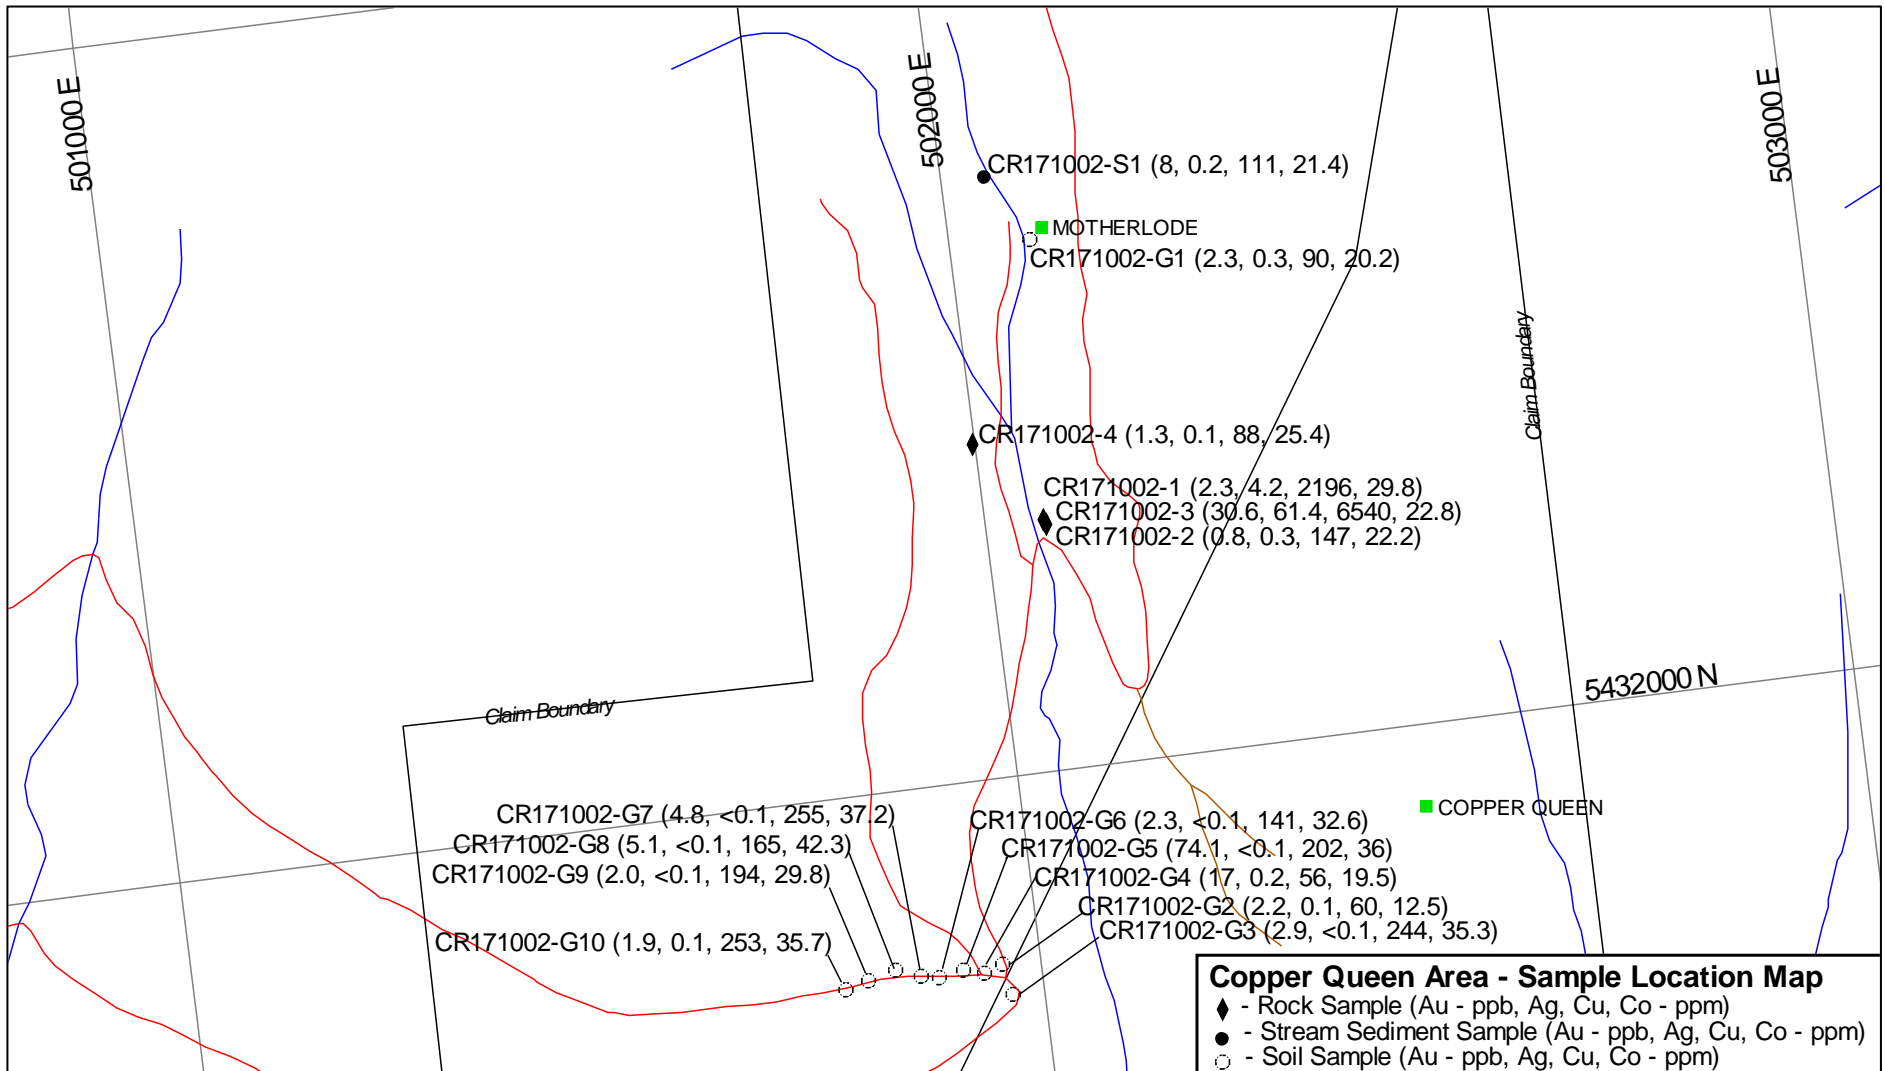 501000 E
502000 E
503000 E
CR171002-S1 (8, 0.2, 111, 21.4)
MOTHERLODE
CR171002-G1 (2.3, 0.3, 90, 20.2)
Claim Boundary
CR171002-4 (1.3, 0.1, 88, 25.4)
CR171002-1 (2.3, 4.2, 2196, 29.8)
CR171002-3 (30.6, 61.4, 6540, 22.8)
CR171002-2 (0.8, 0.3, 147, 22.2)
5432000 N
Claim Boundary
CR171002-G7 (4.8, <0.1, 255, 37.2)
CR171002-G6 (2.3, <0.1, 141, 32.6)
COPPER QUEEN
CR171002-G8 (5.1, <0.1, 165, 42.3)
CR171002-G5 (74.1, <0.1, 202, 36)
CR171002-G9 (2.0, <0.1, 194, 29.8)
CR171002-G4 (17, 0.2, 56, 19.5)
CR171002-G2 (2.2, 0.1, 60, 12.5)
CR171002-G3 (2.9, <0.1, 244, 35.3)
CR171002-G10 (1.9, 0.1, 253, 35.7)
Copper Queen Area - Sample Location Map
- Rock Sample (Au - ppb, Ag, Cu, Co - ppm)
- Stream Sediment Sample (Au - ppb, Ag, Cu, Co - ppm)
- Soil Sample (Au - ppb, Ag, Cu, Co - ppm)